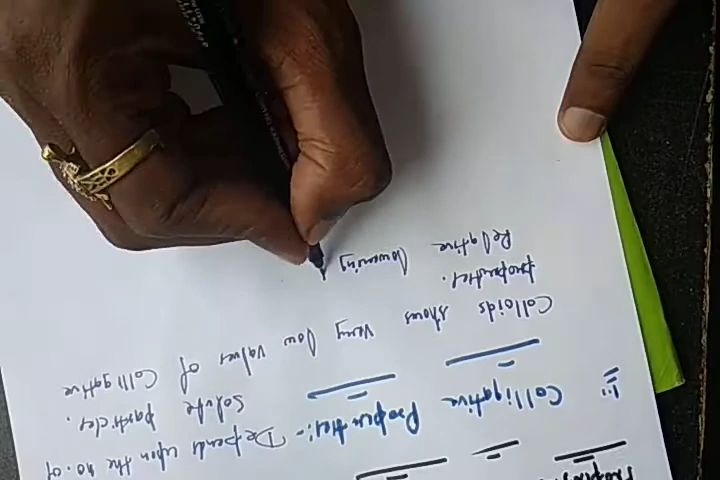 iii Colligative Properties:- Depends upon the no. of
solute particles.
Colloids shows very low values of Colligative
properties.
Relative lowering